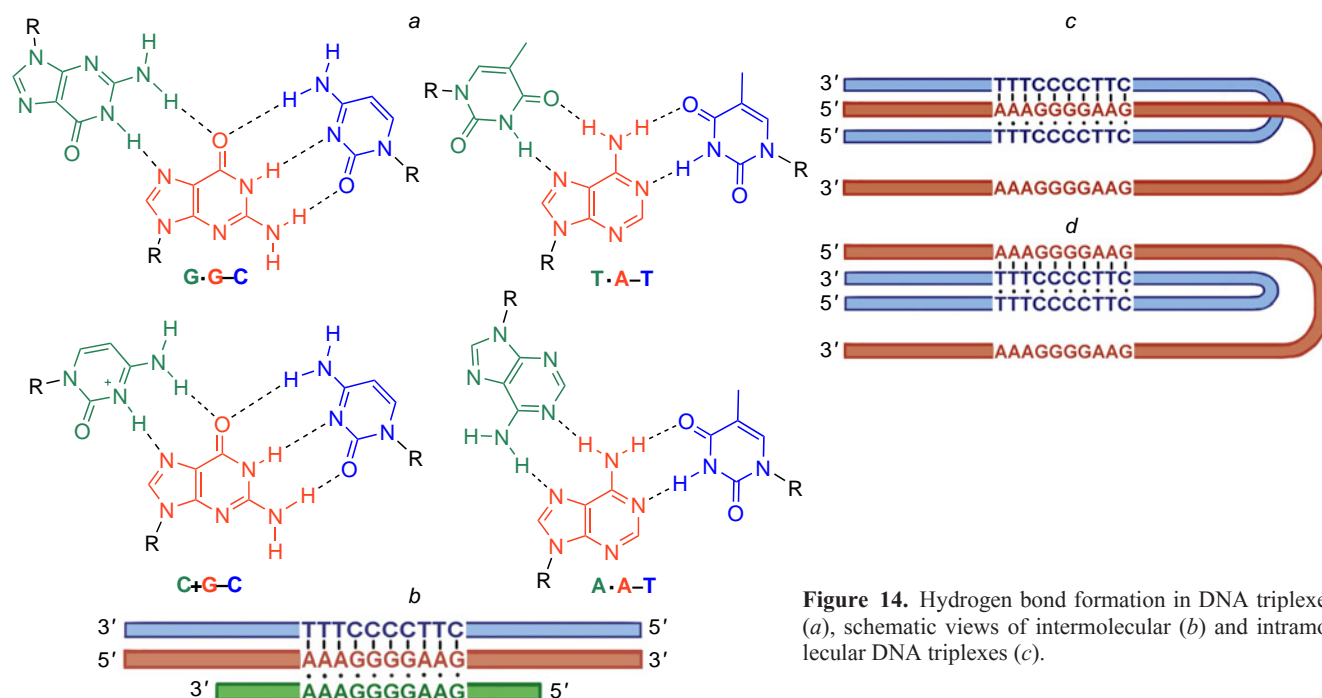 a
R
H
N
N
N
H
N
N
H
N
H
O
H
N
N
O
O
N
N
H
N
N
N
H
R
H
R
G·G–C
R
N
O
O
N
H
H
H
N
N
N
N
N
R
O
H
N
N
O
R
T·A–T
H
R
N
N
H
+
N
H
O
H
H
N
N
O
O
N
N
H
N
N
N
H
R
H
R
C+G–C
R
N
N
N
N
H–N
H
H
H
N
N
N
N
N
R
O
H
N
N
O
R
A·A–T
b
3′ TTTCCCCTTC 5′
5′ AAAGGGGAAG 3′
3′ AAAGGGGAAG 5′
c
3′ TTTCCCCTTC
5′ AAAGGGGAAG
5′ TTTCCCCTTC
3′ AAAGGGGAAG
d
5′ AAAGGGGAAG
3′ TTTCCCCTTC
5′ TTTCCCCTTC
3′ AAAGGGGAAG
Figure 14. Hydrogen bond formation in DNA triplexe
(a), schematic views of intermolecular (b) and intramo
lecular DNA triplexes (c).